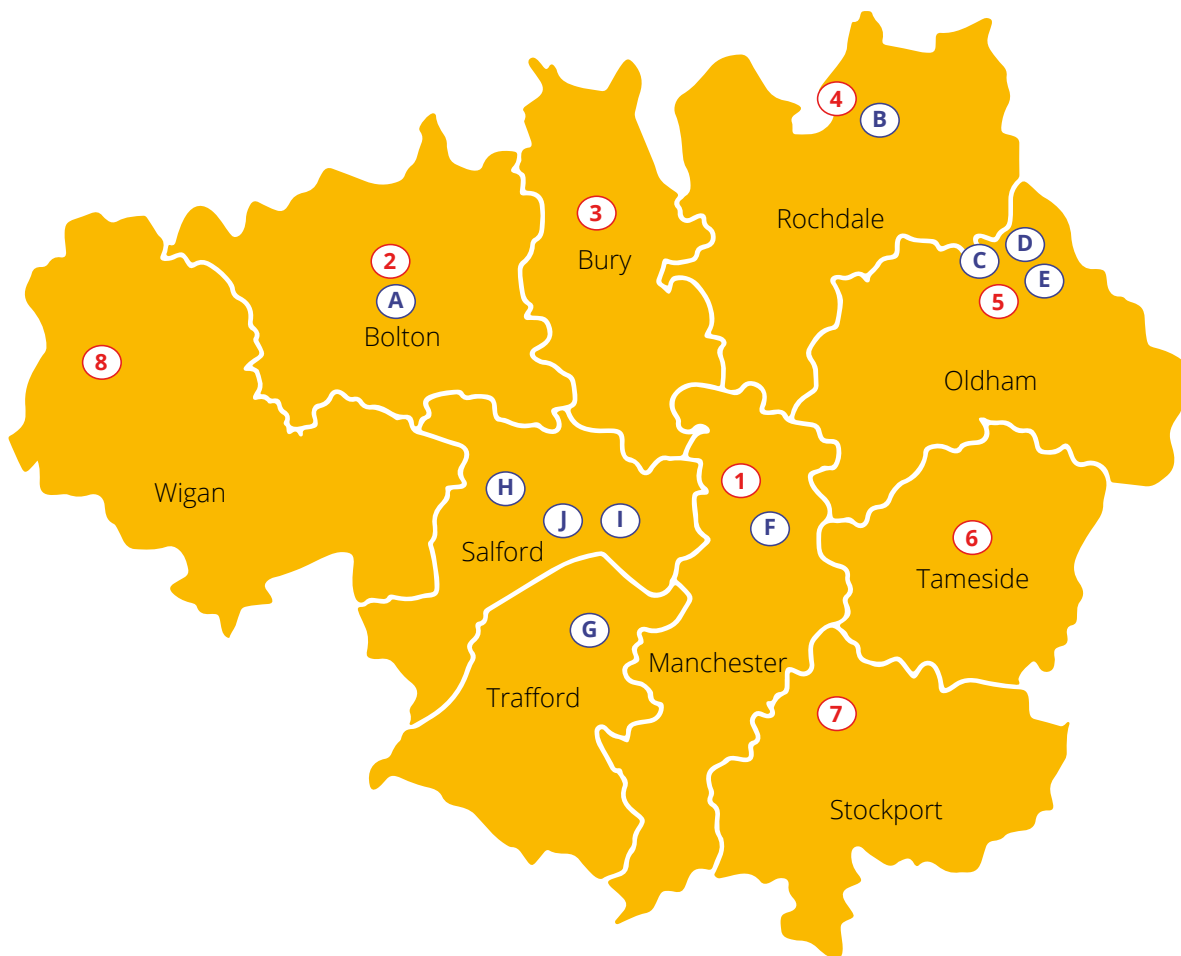 4
B
3
Rochdale
D
2
Bury
C
E
A
5
Bolton
8
Oldham
1
H
Wigan
J
I
F
6
Salford
Tameside
G
Manchester
Trafford
7
Stockport